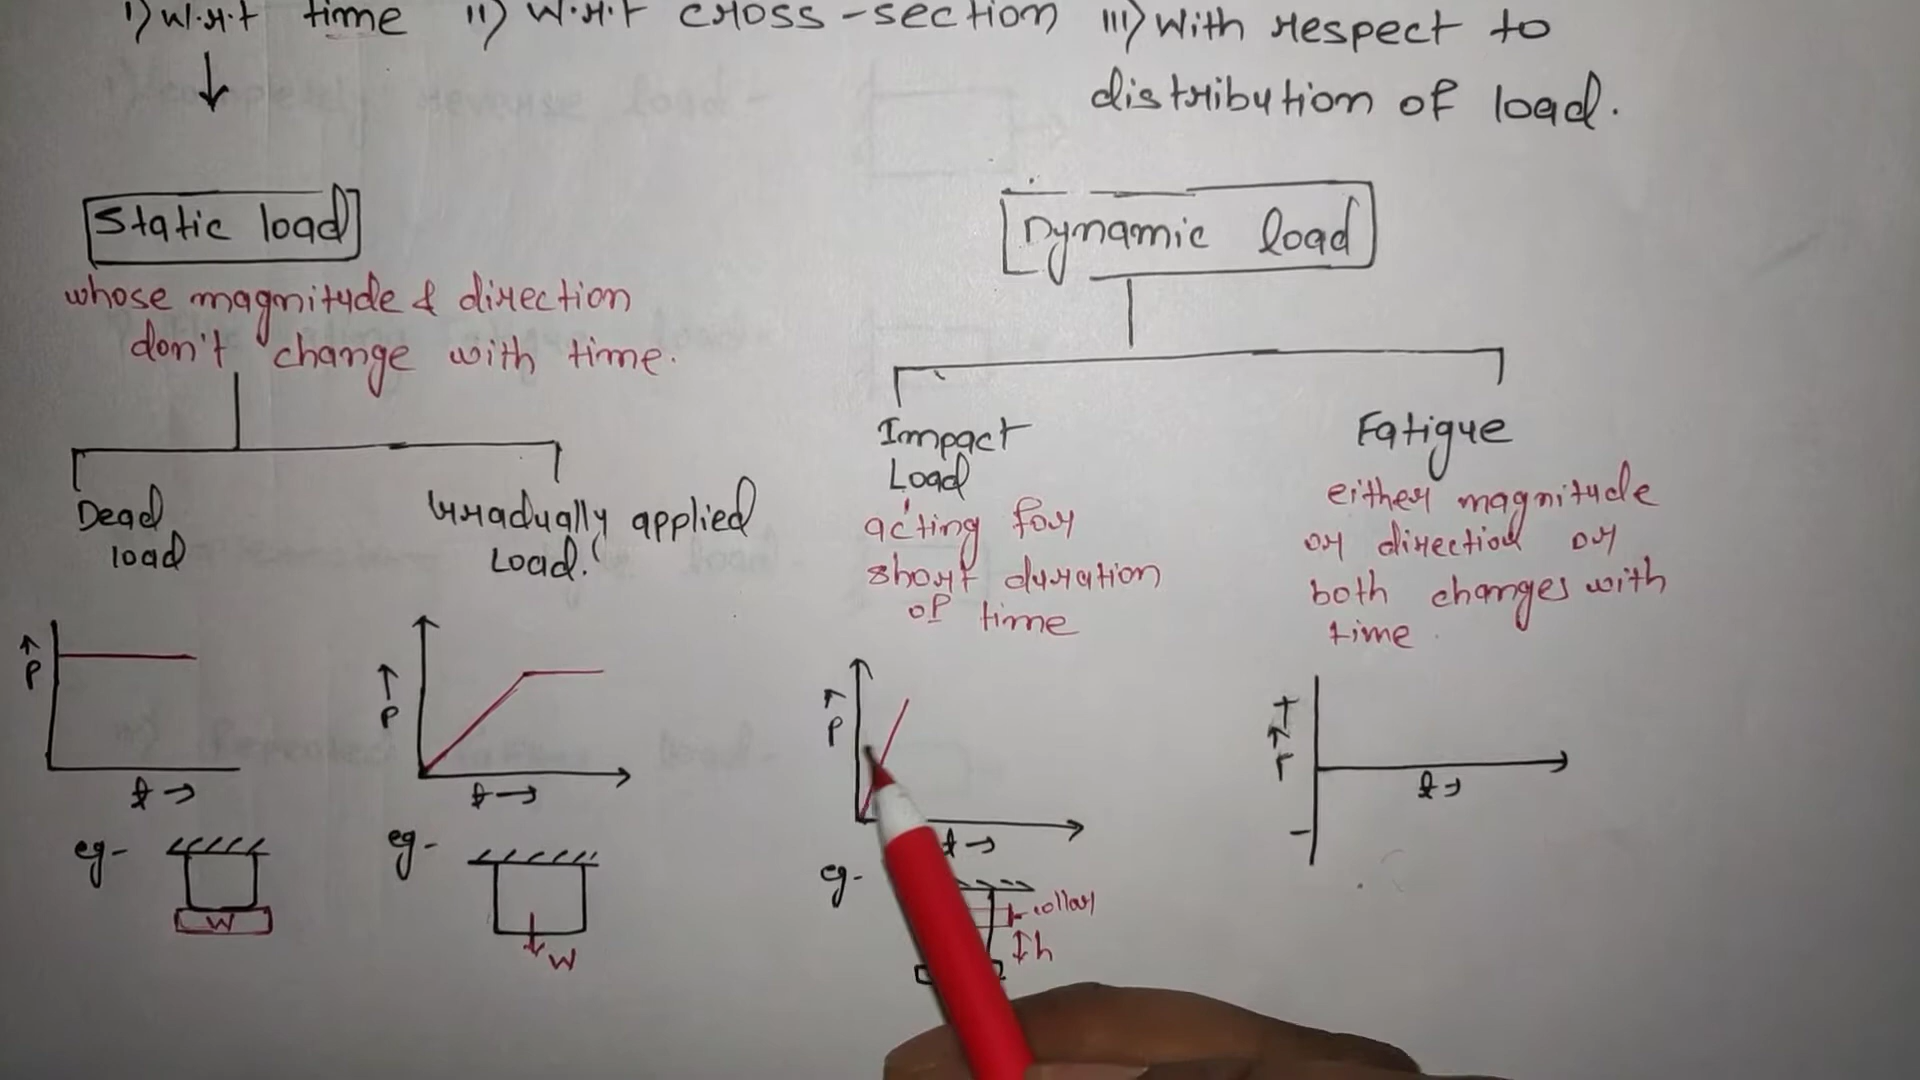 i) w.r.t time ii) W.r.t cross-section iii) With respect to
distribution of load.
Static load
whose magnitude & direction
don't change with time.
Dead
load
Gradually applied
Load.
Dynamic load
Impact
Load
acting for
short duration
of time
Fatigue
either magnitude
or direction or
both changes with
time.
P
t
eg-
W
P
t
eg-
W
P
t
eg-
collar
h
+
-
t